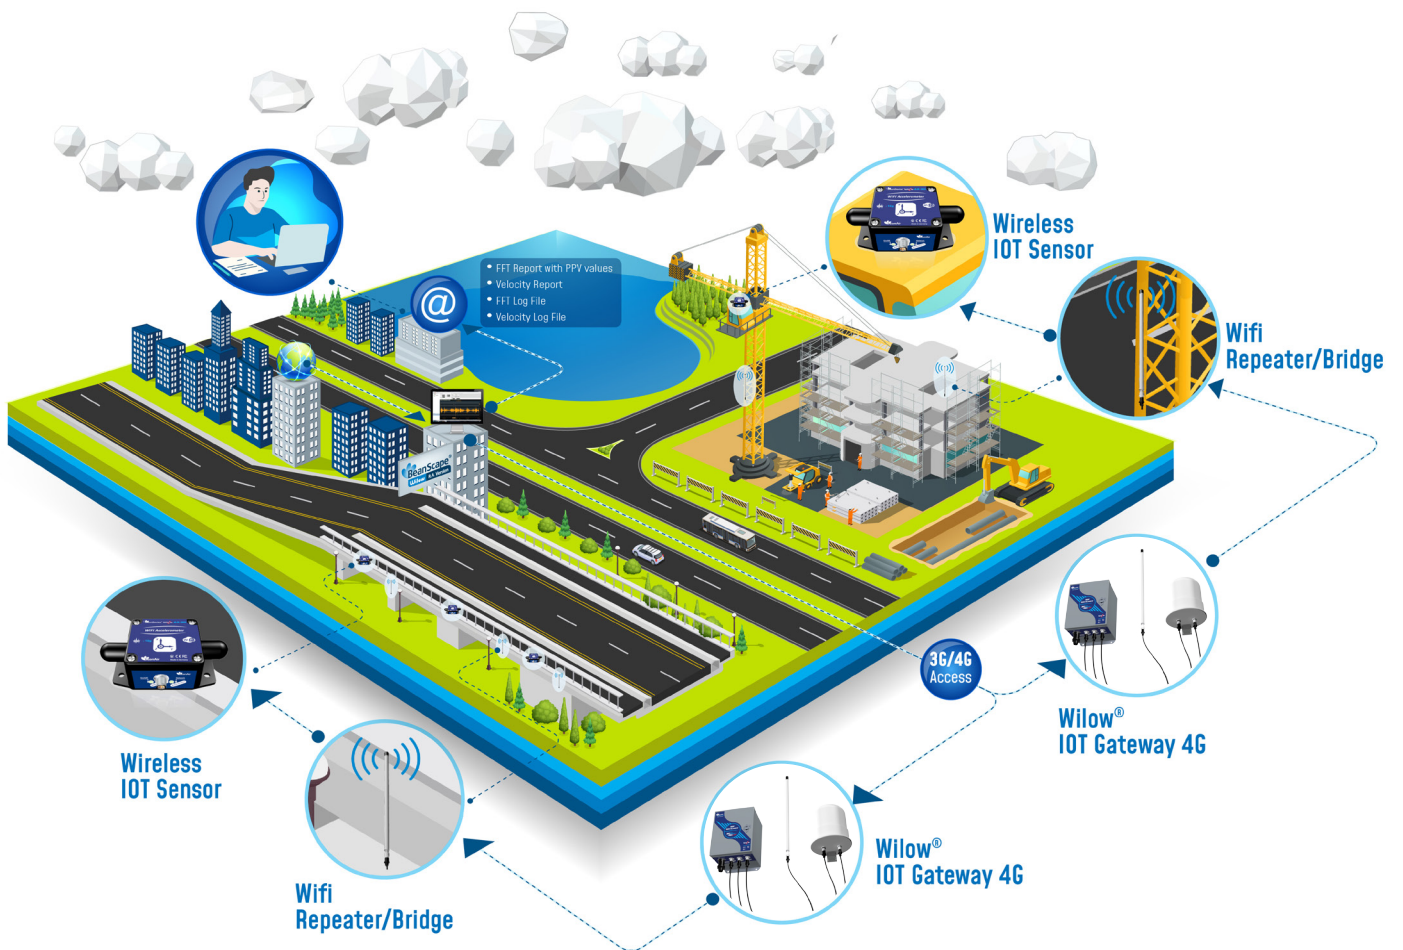 Wireless
IOT Sensor
• FFT Report with PPV values
• Velocity Report
• FFT Log File
• Velocity Log File
@
Wifi
Repeater/Bridge
BeanScape
Wilow
3G/4G
Access
Wilow®
IOT Gateway 4G
Wireless
IOT Sensor
Wilow®
IOT Gateway 4G
Wifi
Repeater/Bridge